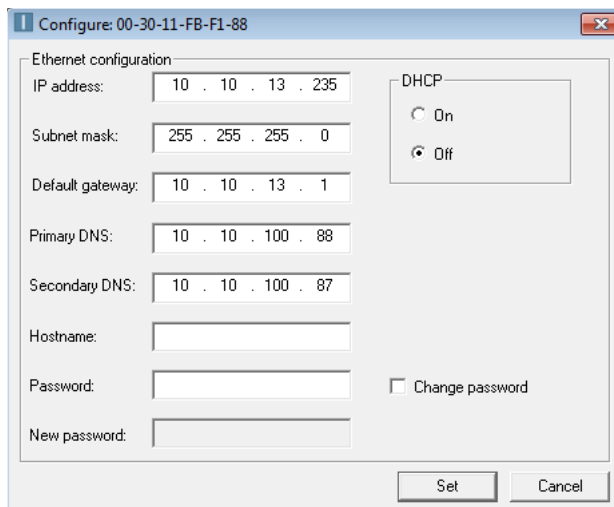 Configure: 00-30-11-FB-F1-88
Ethernet configuration
IP address: 10 . 10 . 13 . 235
DHCP
On
Subnet mask: 255 . 255 . 255 . 0
Off
Default gateway: 10 . 10 . 13 . 1
Primary DNS: 10 . 10 . 100 . 88
Secondary DNS: 10 . 10 . 100 . 87
Hostname:
Password:
Change password
New password:
Set
Cancel